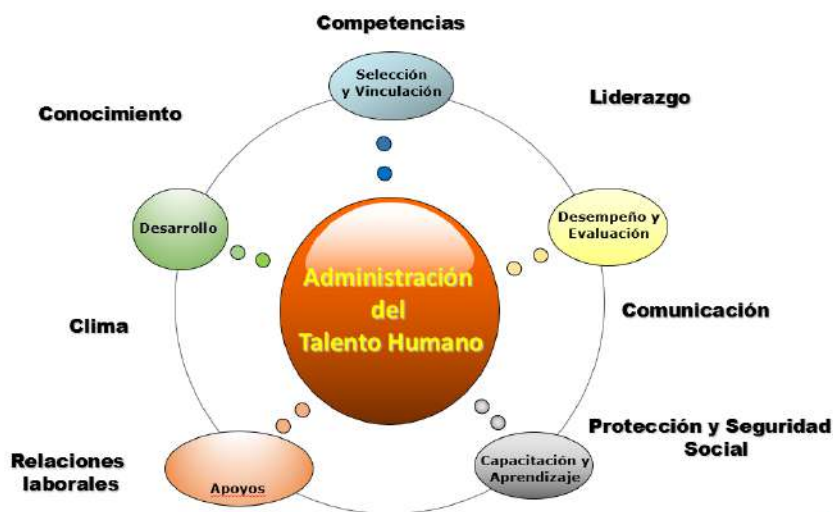 Competencias
Selección
y Vinculación
Liderazgo
Conocimiento
Desarrollo
Desempeño y
Evaluación
Administración
del
Talento Humano
Clima
Comunicación
Protección y Seguridad
Social
Relaciones
laborales
Apoyos
Capacitación y
Aprendizaje